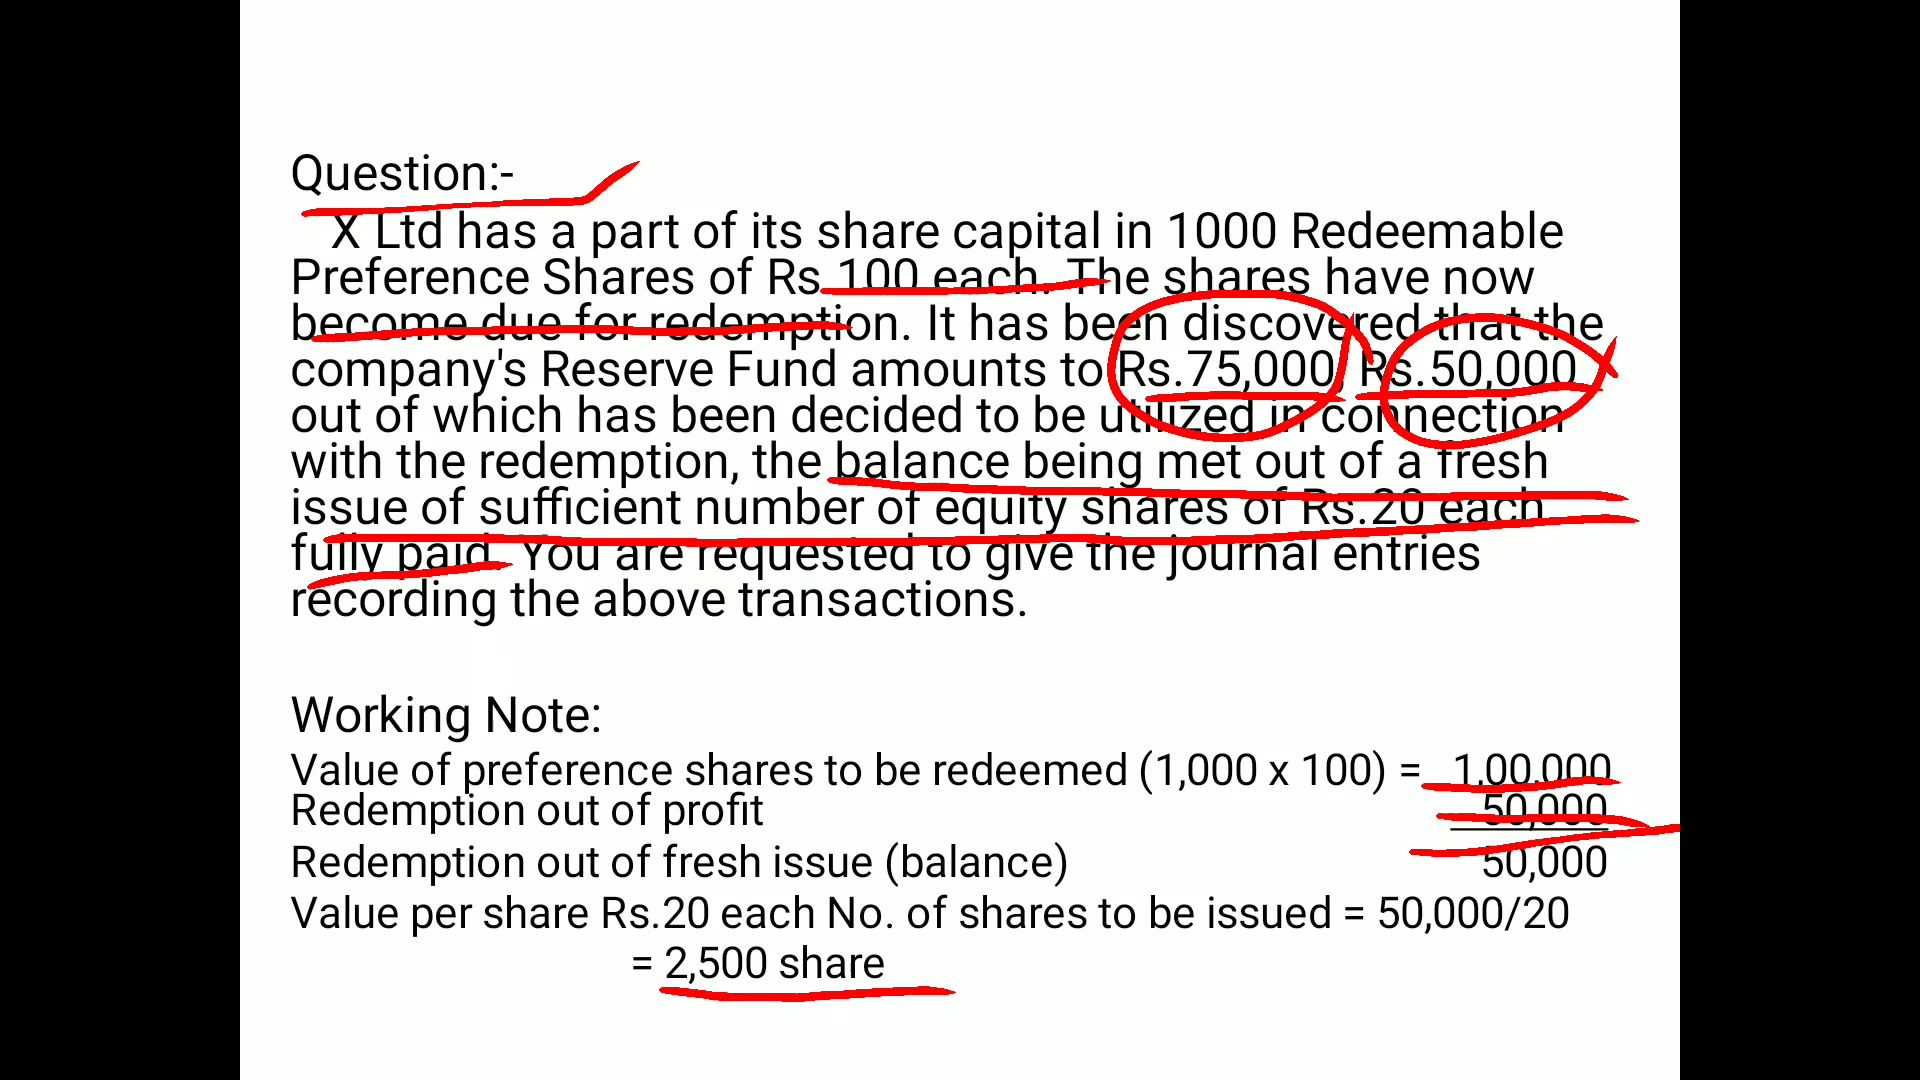 Question:-
X Ltd has a part of its share capital in 1000 Redeemable
Preference Shares of Rs.100 each. The shares have now
become due for redemption. It has been discovered that the
company's Reserve Fund amounts to Rs.75,000, Rs.50,000
out of which has been decided to be utilized in connection
with the redemption, the balance being met out of a fresh
issue of sufficient number of equity shares of Rs.20 each
fully paid. You are requested to give the journal entries
recording the above transactions.
Working Note:
Value of preference shares to be redeemed (1,000 x 100) = 1,00,000
Redemption out of profit 50,000
Redemption out of fresh issue (balance) 50,000
Value per share Rs.20 each No. of shares to be issued = 50,000/20
= 2,500 share